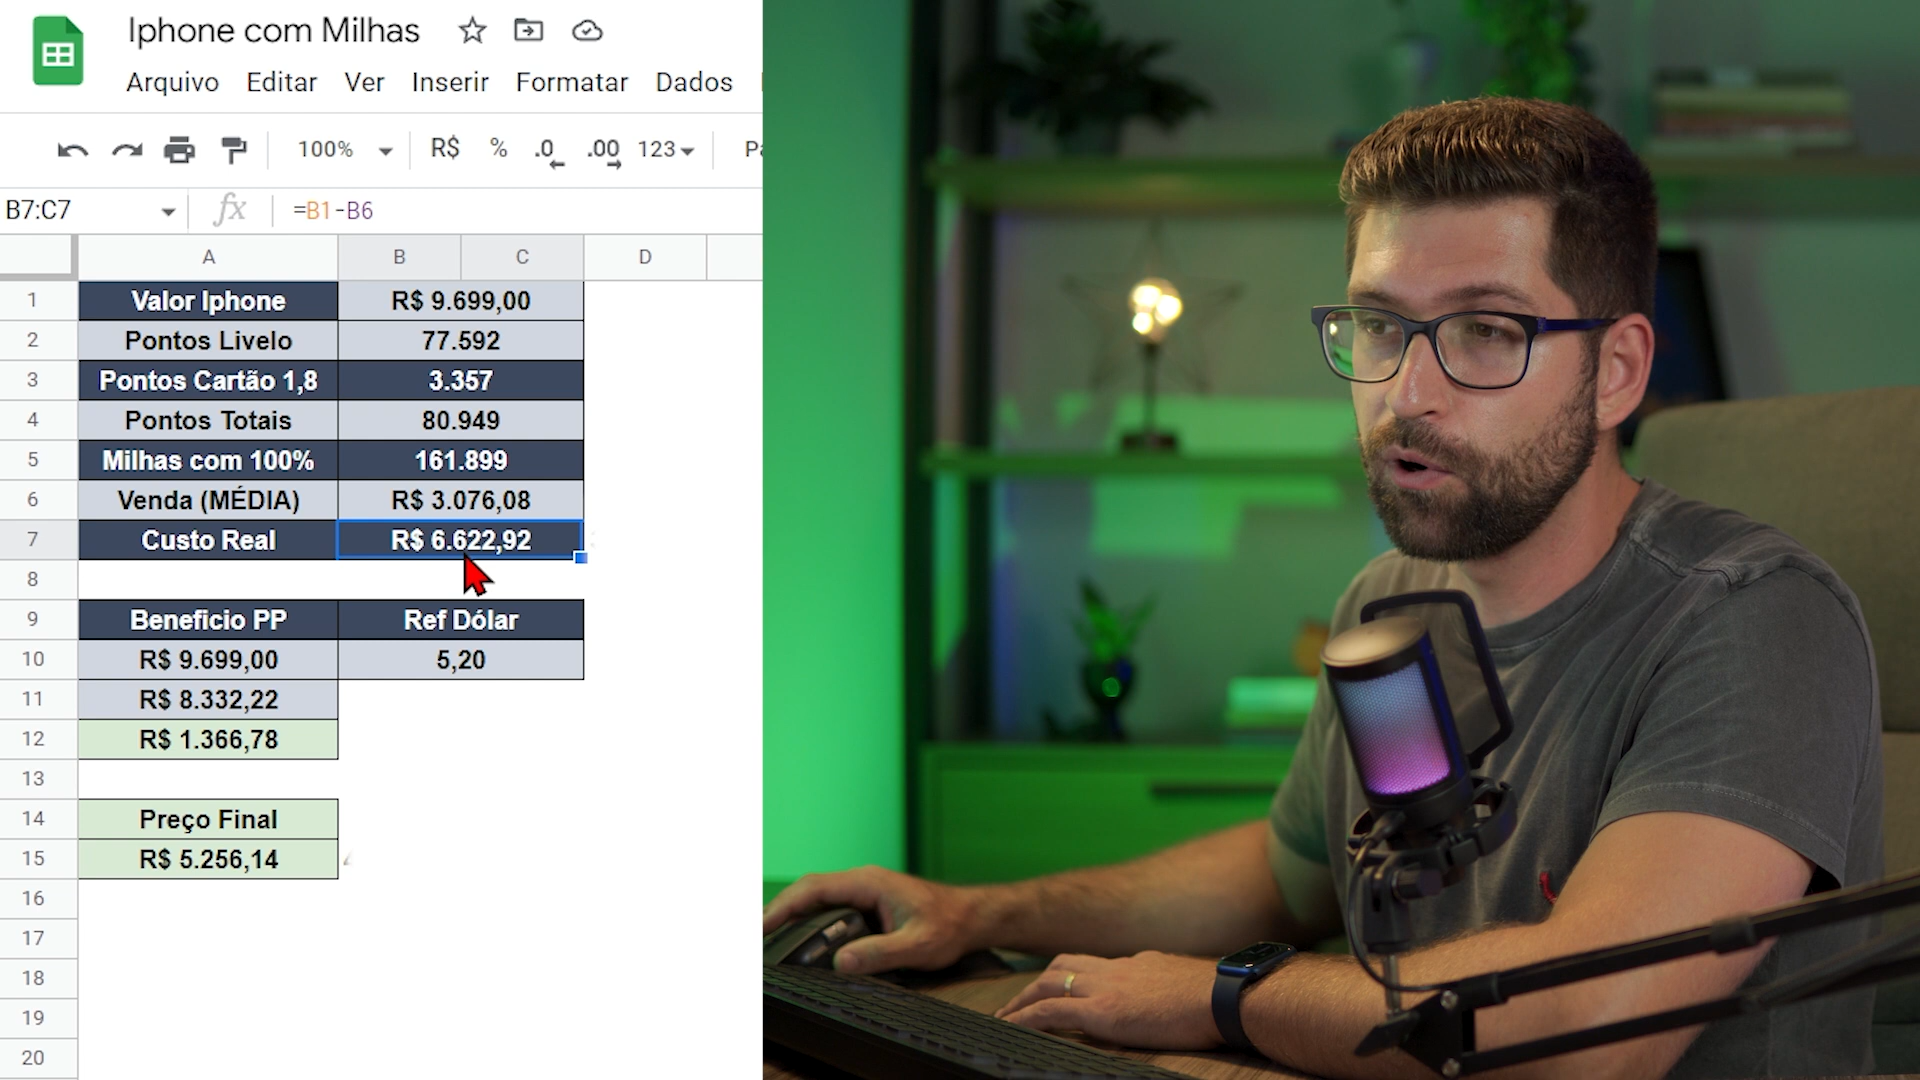 Iphone com Milhas
Arquivo Editar Ver Inserir Formatar Dados
100% R$ % .0 .00 123
B7:C7 fx =B1-B6
A B C D
1 Valor Iphone R$ 9.699,00
2 Pontos Livelo 77.592
3 Pontos Cartão 1,8 3.357
4 Pontos Totais 80.949
5 Milhas com 100% 161.899
6 Venda (MÉDIA) R$ 3.076,08
7 Custo Real R$ 6.622,92
8
9 Beneficio PP Ref Dólar
10 R$ 9.699,00 5,20
11 R$ 8.332,22
12 R$ 1.366,78
13
14 Preço Final
15 R$ 5.256,14
16
17
18
19
20